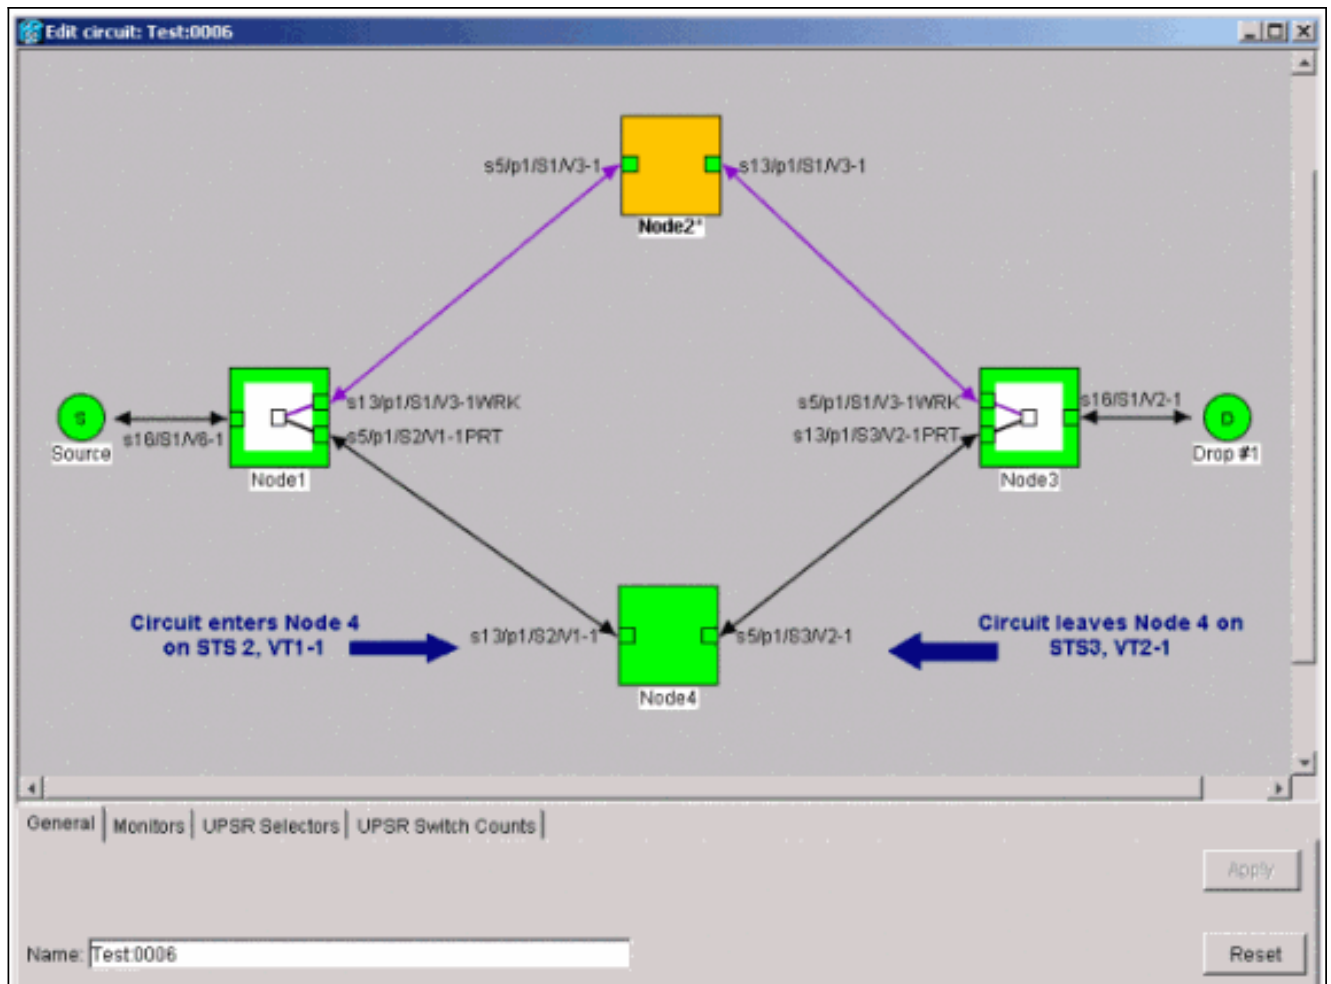 Edit circuit: Test:0006
s5/p1/S1/V3-1
s13/p1/S1/V3-1
Node2*
s13/p1/S1/V3-1WRK
s5/p1/S1/V3-1WRK
s16/S1/V2-1
S
D
s16/S1/V6-1
s5/p1/S2/V1-1PRT
s13/p1/S3/V2-1PRT
Source
Drop #1
Node1
Node3
Circuit enters Node 4
on STS 2, VT1-1
s13/p1/S2/V1-1
s5/p1/S3/V2-1
Circuit leaves Node 4 on
STS3, VT2-1
Node4
General Monitors UPSR Selectors UPSR Switch Counts
Apply
Name: Test:0006
Reset